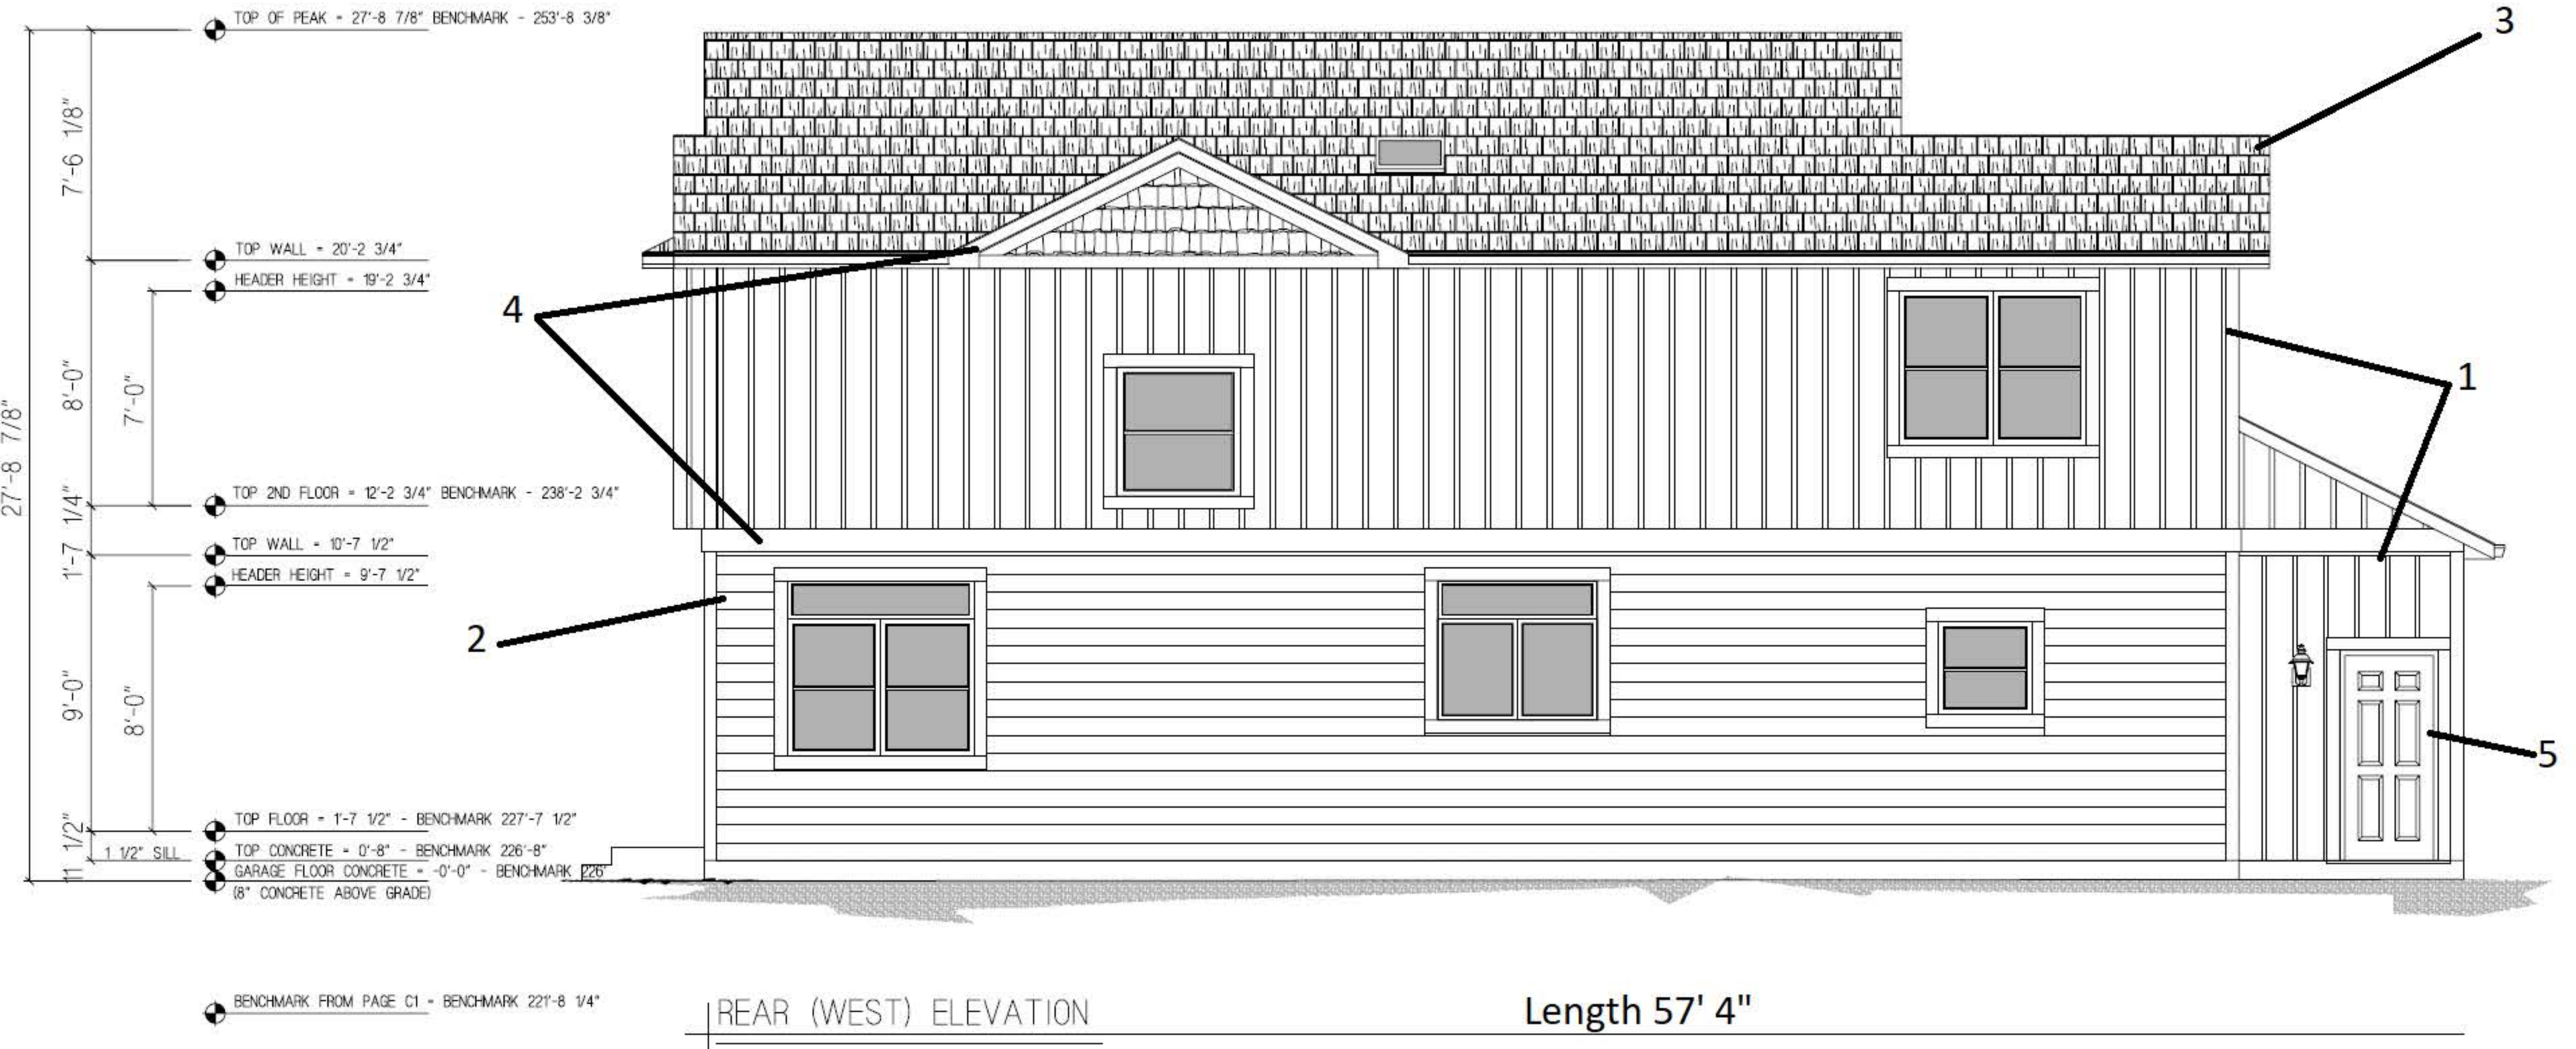 TOP OF PEAK = 27'-8 7/8" BENCHMARK - 253'-8 3/8"
3
7'-6 1/8"
TOP WALL = 20'-2 3/4"
HEADER HEIGHT = 19'-2 3/4"
4
1
8'-0"
7'-0"
27'-8 7/8"
TOP 2ND FLOOR = 12'-2 3/4" BENCHMARK - 238'-2 3/4"
1'-7 1/4"
TOP WALL = 10'-7 1/2"
HEADER HEIGHT = 9'-7 1/2"
2
9'-0"
8'-0"
5
TOP FLOOR = 1'-7 1/2" - BENCHMARK 227'-7 1/2"
11 1/2"
1 1/2" SILL
TOP CONCRETE = 0'-8" - BENCHMARK 226'-8"
GARAGE FLOOR CONCRETE = -0'-0" - BENCHMARK 226'
(8" CONCRETE ABOVE GRADE)
BENCHMARK FROM PAGE C1 - BENCHMARK 221'-8 1/4"
REAR (WEST) ELEVATION
Length 57' 4"